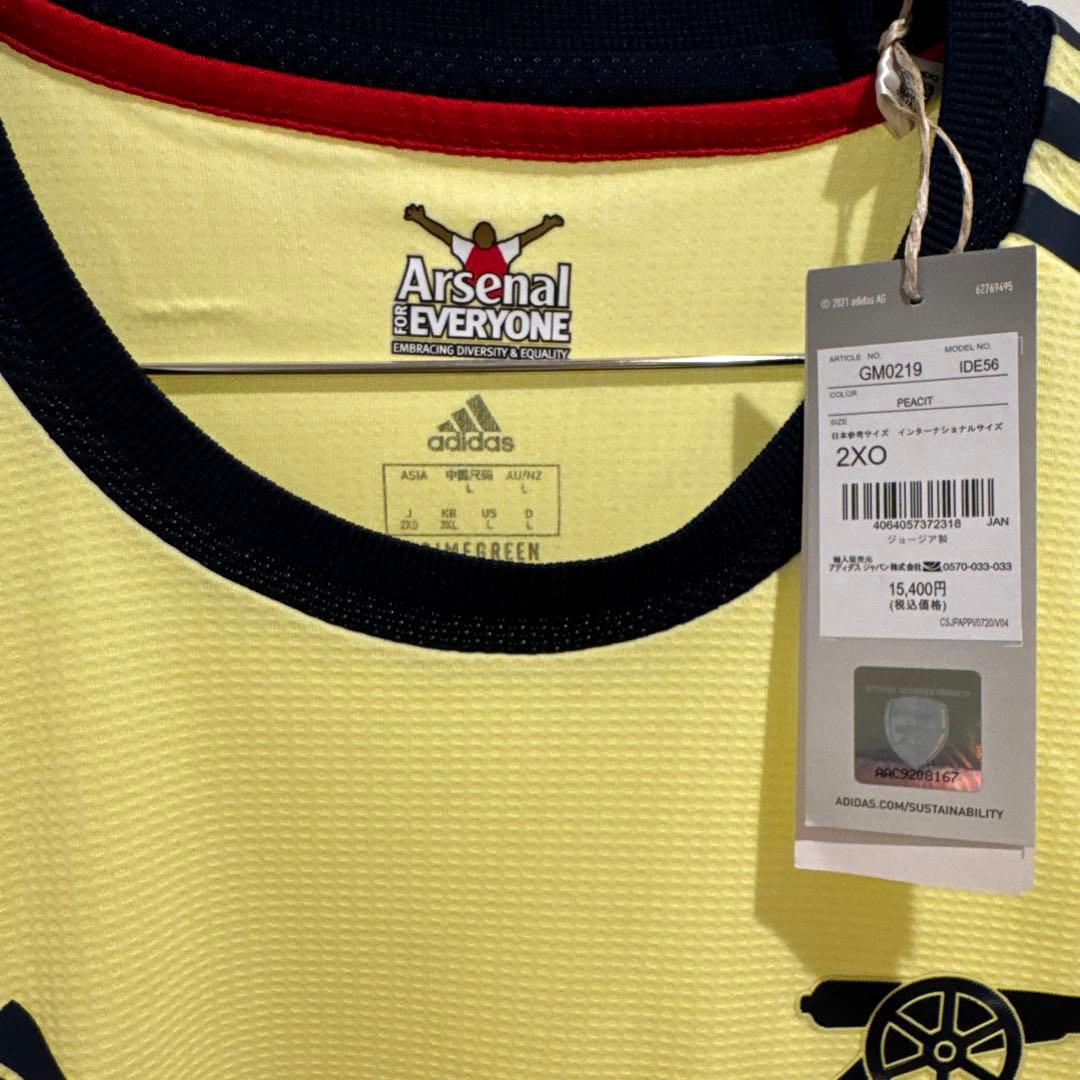 Arsenal
FOR EVERYONE
EMBRACING DIVERSITY & EQUALITY
adidas
ASIA 中国尺码 AU/NZ
L L
J KR US D
2XO 3XL L L
© 2021 adidas AG 62769495
ARTICLE NO. MODEL NO.
GM0219 IDE56
COLOR
PEACIT
SIZE
日本参考サイズ インターナショナルサイズ
2XO
4064057372318 JAN
ジョージア製
輸入販売元
アディダス ジャパン株式会社 0570-033-033
15,400円
(税込価格)
CSJPAPPI/0720/V04
AAC9208167
ADIDAS.COM/SUSTAINABILITY